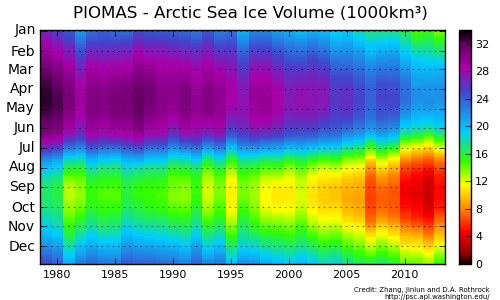 PIOMAS - Arctic Sea Ice Volume (1000km³)
Jan
Feb
Mar
Apr
May
Jun
Jul
Aug
Sep
Oct
Nov
Dec
1980 1985 1990 1995 2000 2005 2010
32
28
24
20
16
12
8
4
0
Credit: Zhang, Jinlun and D.A. Rothrock
http://psc.apl.washington.edu/